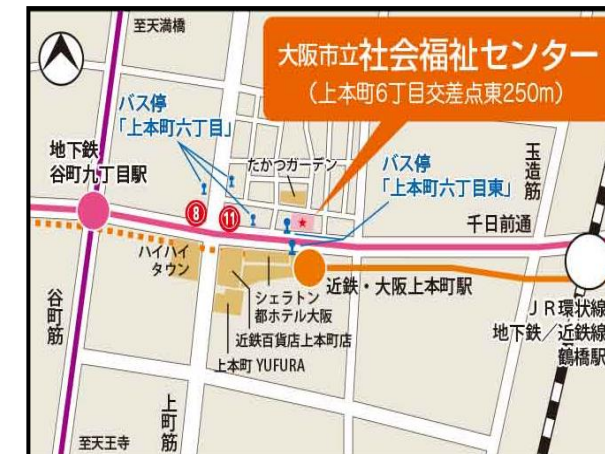 至天満橋
大阪市立社会福祉センター
（上本町6丁目交差点東250m）
バス停
「上本町六丁目」
地下鉄
谷町九丁目駅
たかつガーデン
バス停
「上本町六丁目東」
玉造筋
8
11
千日前通
ハイハイ
タウン
近鉄・大阪上本町駅
シェラトン
都ホテル大阪
近鉄百貨店上本町店
上本町 YUFURA
JR環状線
地下鉄／近鉄線
鶴橋駅
谷町筋
上町筋
至天王寺